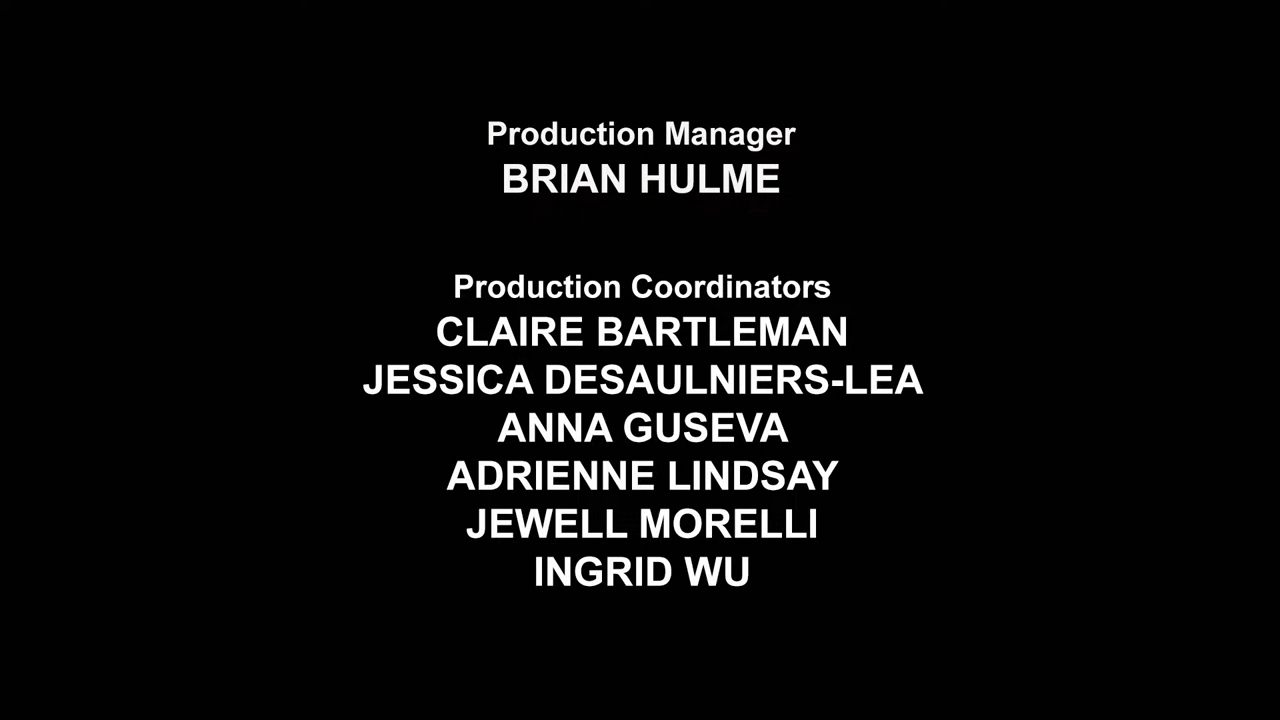 Production Manager
BRIAN HULME
Production Coordinators
CLAIRE BARTLEMAN
JESSICA DESAULNIERS-LEA
ANNA GUSEVA
ADRIENNE LINDSAY
JEWELL MORELLI
INGRID WU